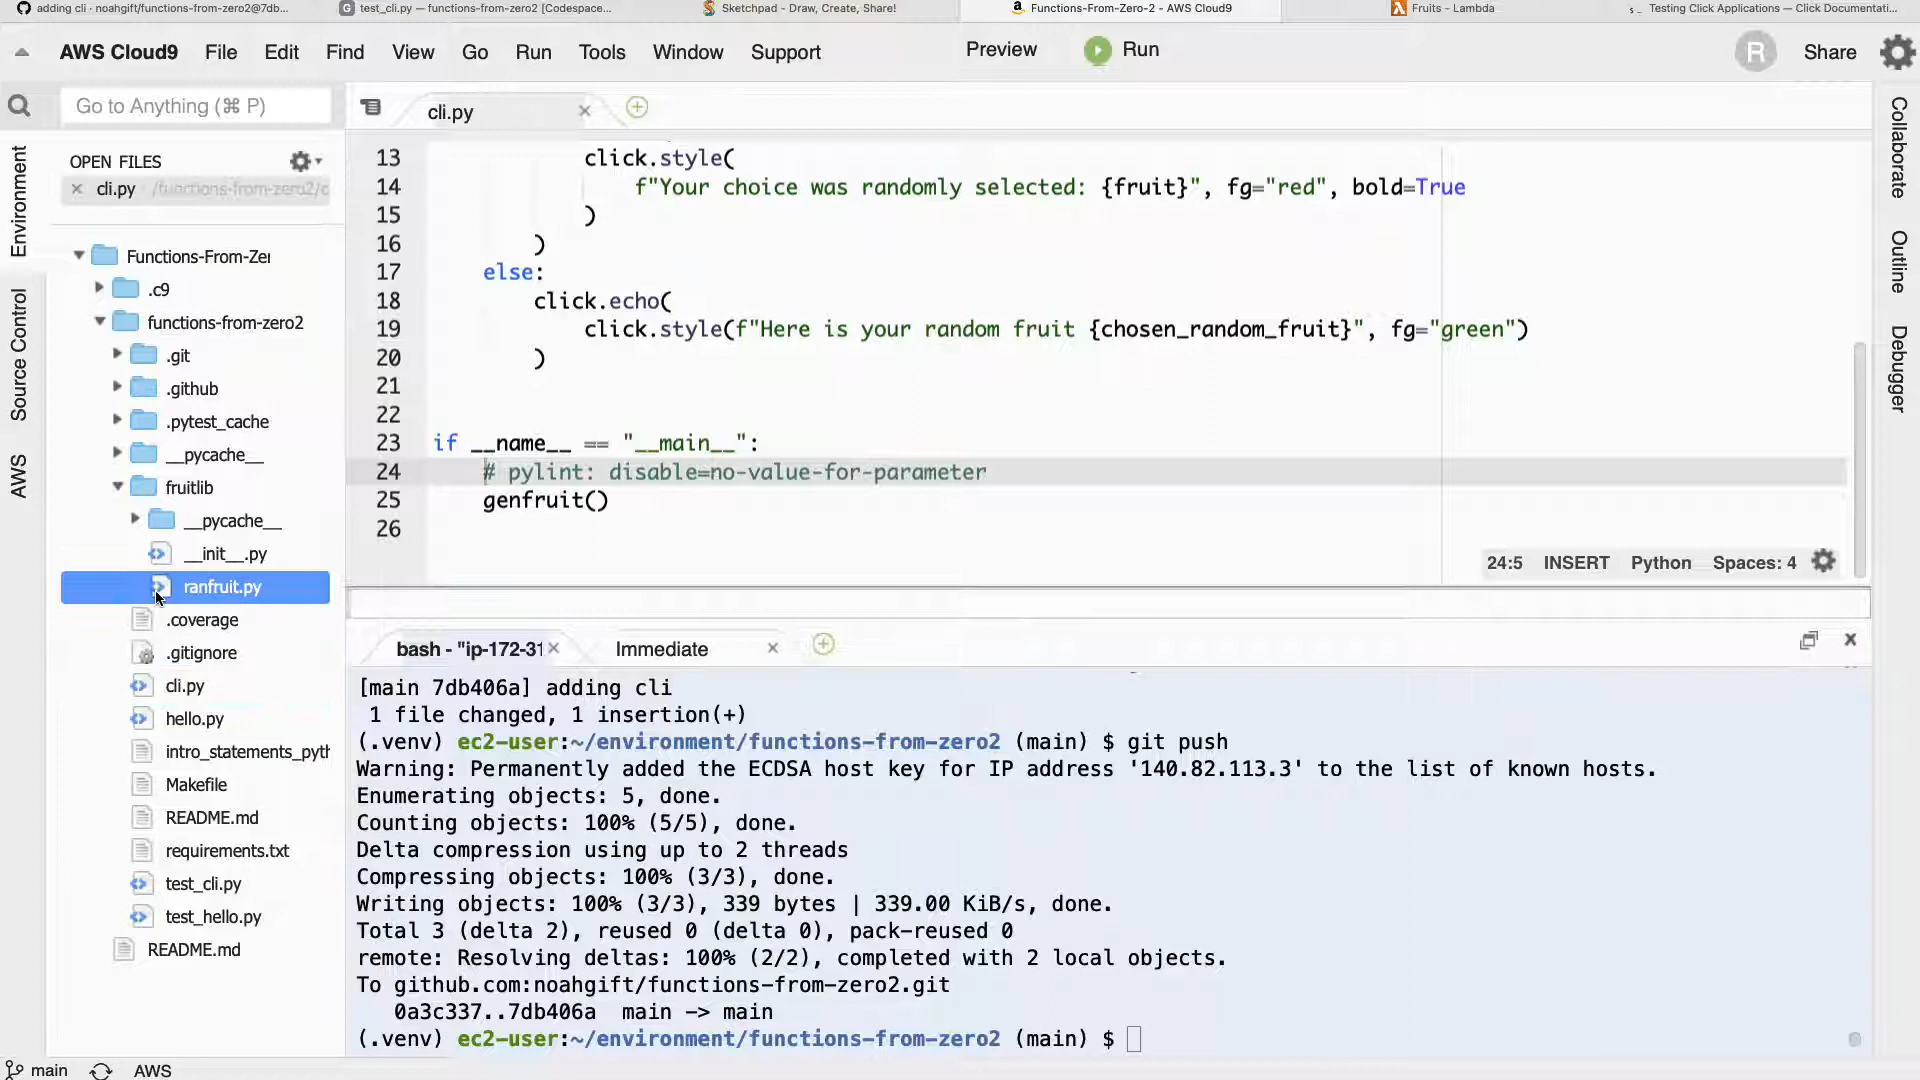 adding cli · noahgift/functions-from-zero2@7db...
test_cli.py — functions-from-zero2 [Codespace...
Sketchpad - Draw, Create, Share!
Functions-From-Zero-2 - AWS Cloud9
Fruits - Lambda
Testing Click Applications — Click Documentati...
AWS Cloud9 File Edit Find View Go Run Tools Window Support Preview Run R Share
Go to Anything (⌘ P)
cli.py
OPEN FILES
cli.py /functions-from-zero2/c
Environment
Source Control
AWS
Functions-From-Zer
.c9
functions-from-zero2
.git
.github
.pytest_cache
__pycache__
fruitlib
__pycache__
__init__.py
ranfruit.py
.coverage
.gitignore
cli.py
hello.py
intro_statements_pyth
Makefile
README.md
requirements.txt
test_cli.py
test_hello.py
README.md
13 click.style(
14 f"Your choice was randomly selected: {fruit}", fg="red", bold=True
15 )
16 )
17 else:
18 click.echo(
19 click.style(f"Here is your random fruit {chosen_random_fruit}", fg="green")
20 )
21
22
23 if __name__ == "__main__":
24 # pylint: disable=no-value-for-parameter
25 genfruit()
26
24:5 INSERT Python Spaces: 4
Collaborate
Outline
Debugger
bash - "ip-172-31
Immediate
[main 7db406a] adding cli
1 file changed, 1 insertion(+)
(.venv) ec2-user:~/environment/functions-from-zero2 (main) $ git push
Warning: Permanently added the ECDSA host key for IP address '140.82.113.3' to the list of known hosts.
Enumerating objects: 5, done.
Counting objects: 100% (5/5), done.
Delta compression using up to 2 threads
Compressing objects: 100% (3/3), done.
Writing objects: 100% (3/3), 339 bytes | 339.00 KiB/s, done.
Total 3 (delta 2), reused 0 (delta 0), pack-reused 0
remote: Resolving deltas: 100% (2/2), completed with 2 local objects.
To github.com:noahgift/functions-from-zero2.git
0a3c337..7db406a main -> main
(.venv) ec2-user:~/environment/functions-from-zero2 (main) $
main AWS